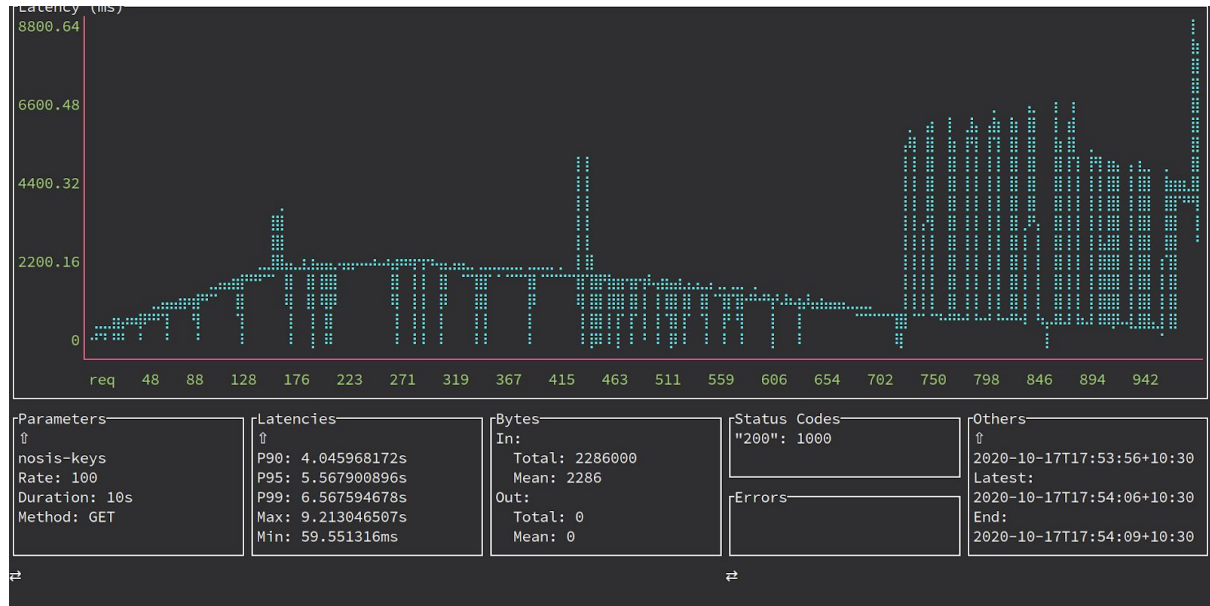 Latency (ms)
8800.64
6600.48
4400.32
2200.16
0
req 48 88 128 176 223 271 319 367 415 463 511 559 606 654 702 750 798 846 894 942
Parameters
⇧
nosis-keys
Rate: 100
Duration: 10s
Method: GET
Latencies
⇧
P90: 4.045968172s
P95: 5.567900896s
P99: 6.567594678s
Max: 9.213046507s
Min: 59.551316ms
Bytes
In:
Total: 2286000
Mean: 2286
Out:
Total: 0
Mean: 0
Status Codes
"200": 1000
Errors
Others
⇧
2020-10-17T17:53:56+10:30
Latest:
2020-10-17T17:54:06+10:30
End:
2020-10-17T17:54:09+10:30
⇄ ⇄